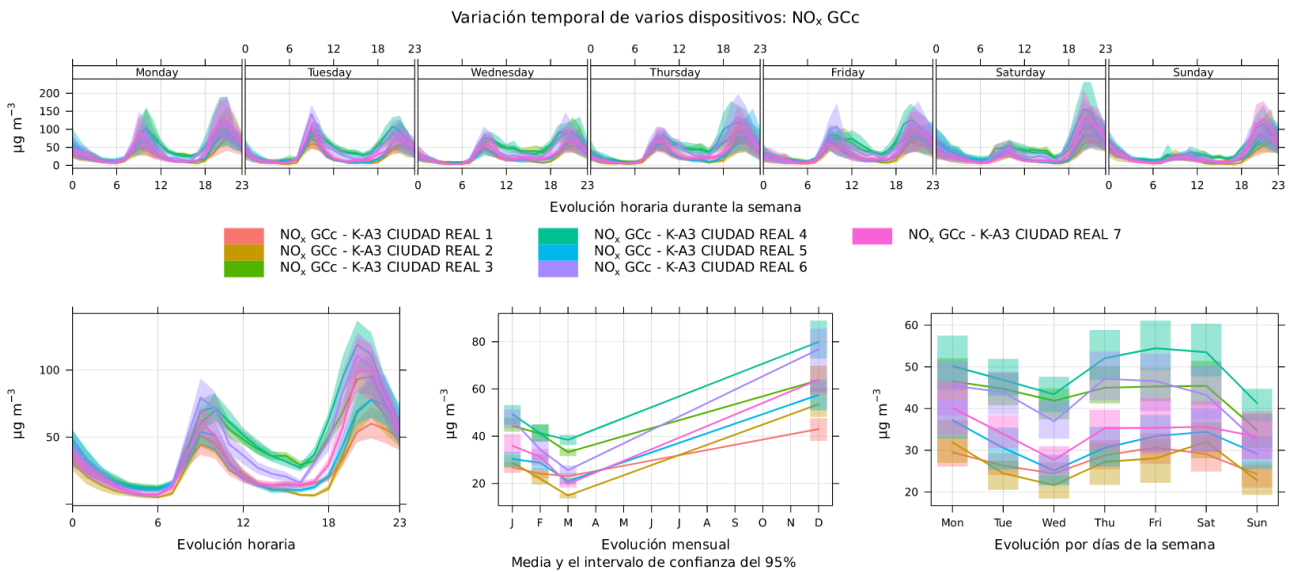 Variación temporal de varios dispositivos: NOₓ GCc
0 6 12 18 23 0 6 12 18 23 0 6 12 18 23
Monday Tuesday Wednesday Thursday Friday Saturday Sunday
200
150
100
50
0
µg m⁻³
0 6 12 18 23 0 6 12 18 23 0 6 12 18 23 0 6 12 18 23
Evolución horaria durante la semana
NOₓ GCc - K-A3 CIUDAD REAL 1
NOₓ GCc - K-A3 CIUDAD REAL 2
NOₓ GCc - K-A3 CIUDAD REAL 3
NOₓ GCc - K-A3 CIUDAD REAL 4
NOₓ GCc - K-A3 CIUDAD REAL 5
NOₓ GCc - K-A3 CIUDAD REAL 6
NOₓ GCc - K-A3 CIUDAD REAL 7
100
50
µg m⁻³
0 6 12 18 23
Evolución horaria
80
60
40
20
µg m⁻³
J F M A M J J A S O N D
Evolución mensual
60
50
40
30
20
µg m⁻³
Mon Tue Wed Thu Fri Sat Sun
Evolución por días de la semana
Media y el intervalo de confianza del 95%